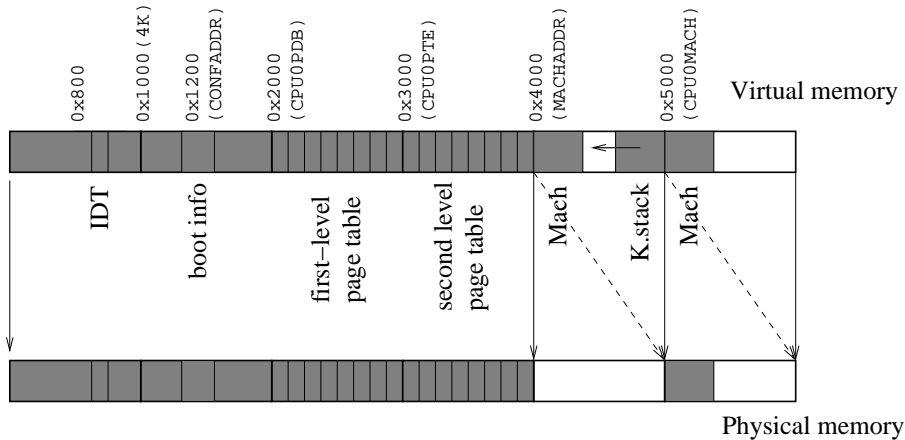 0x800
0x1000(4K)
0x1200
(CONFADDR)
0x2000
(CPU0PDB)
0x3000
(CPU0PTE)
0x4000
(MACHADDR)
0x5000
(CPU0MACH)
Virtual memory
IDT
boot info
first−level
page table
second level
page table
Mach
K.stack
Mach
Physical memory